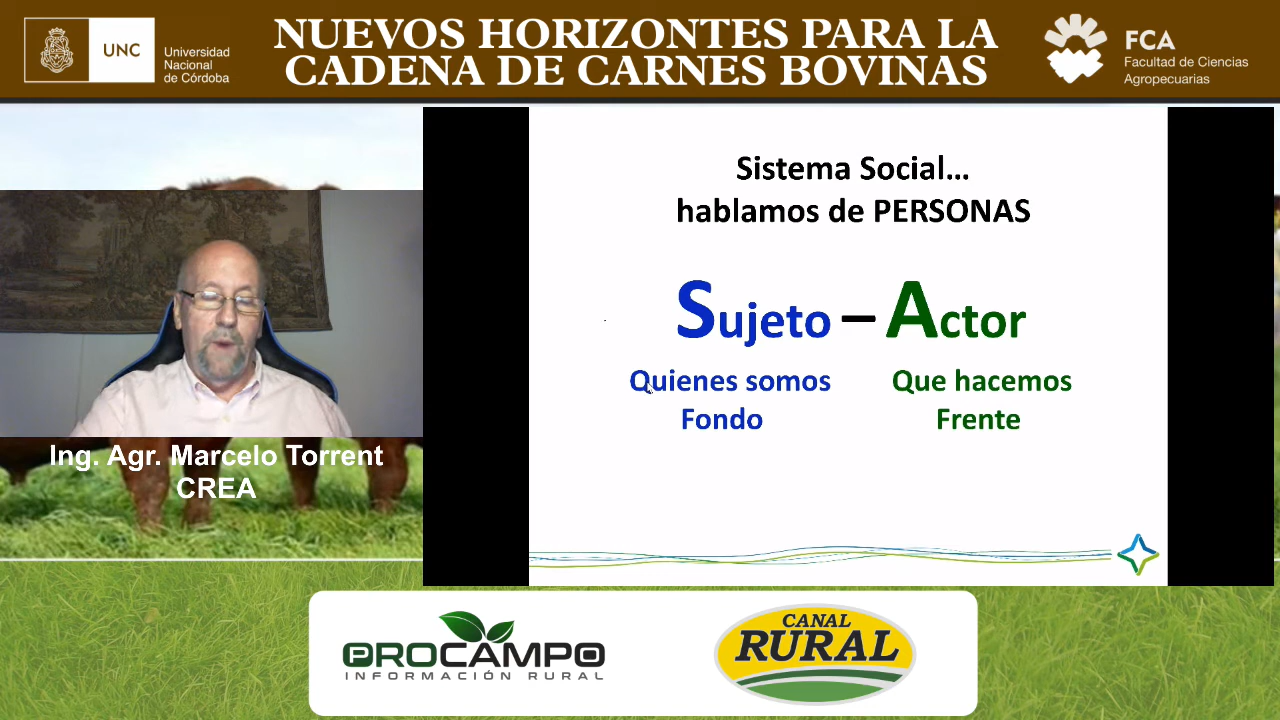 UNC
Universidad
Nacional
de Córdoba
NUEVOS HORIZONTES PARA LA
CADENA DE CARNES BOVINAS
FCA
Facultad de Ciencias
Agropecuarias
Sistema Social...
hablamos de PERSONAS
Sujeto – Actor
Quienes somos
Fondo
Que hacemos
Frente
Ing. Agr. Marcelo Torrent
CREA
PROCAMPO
INFORMACIÓN RURAL
CANAL
RURAL